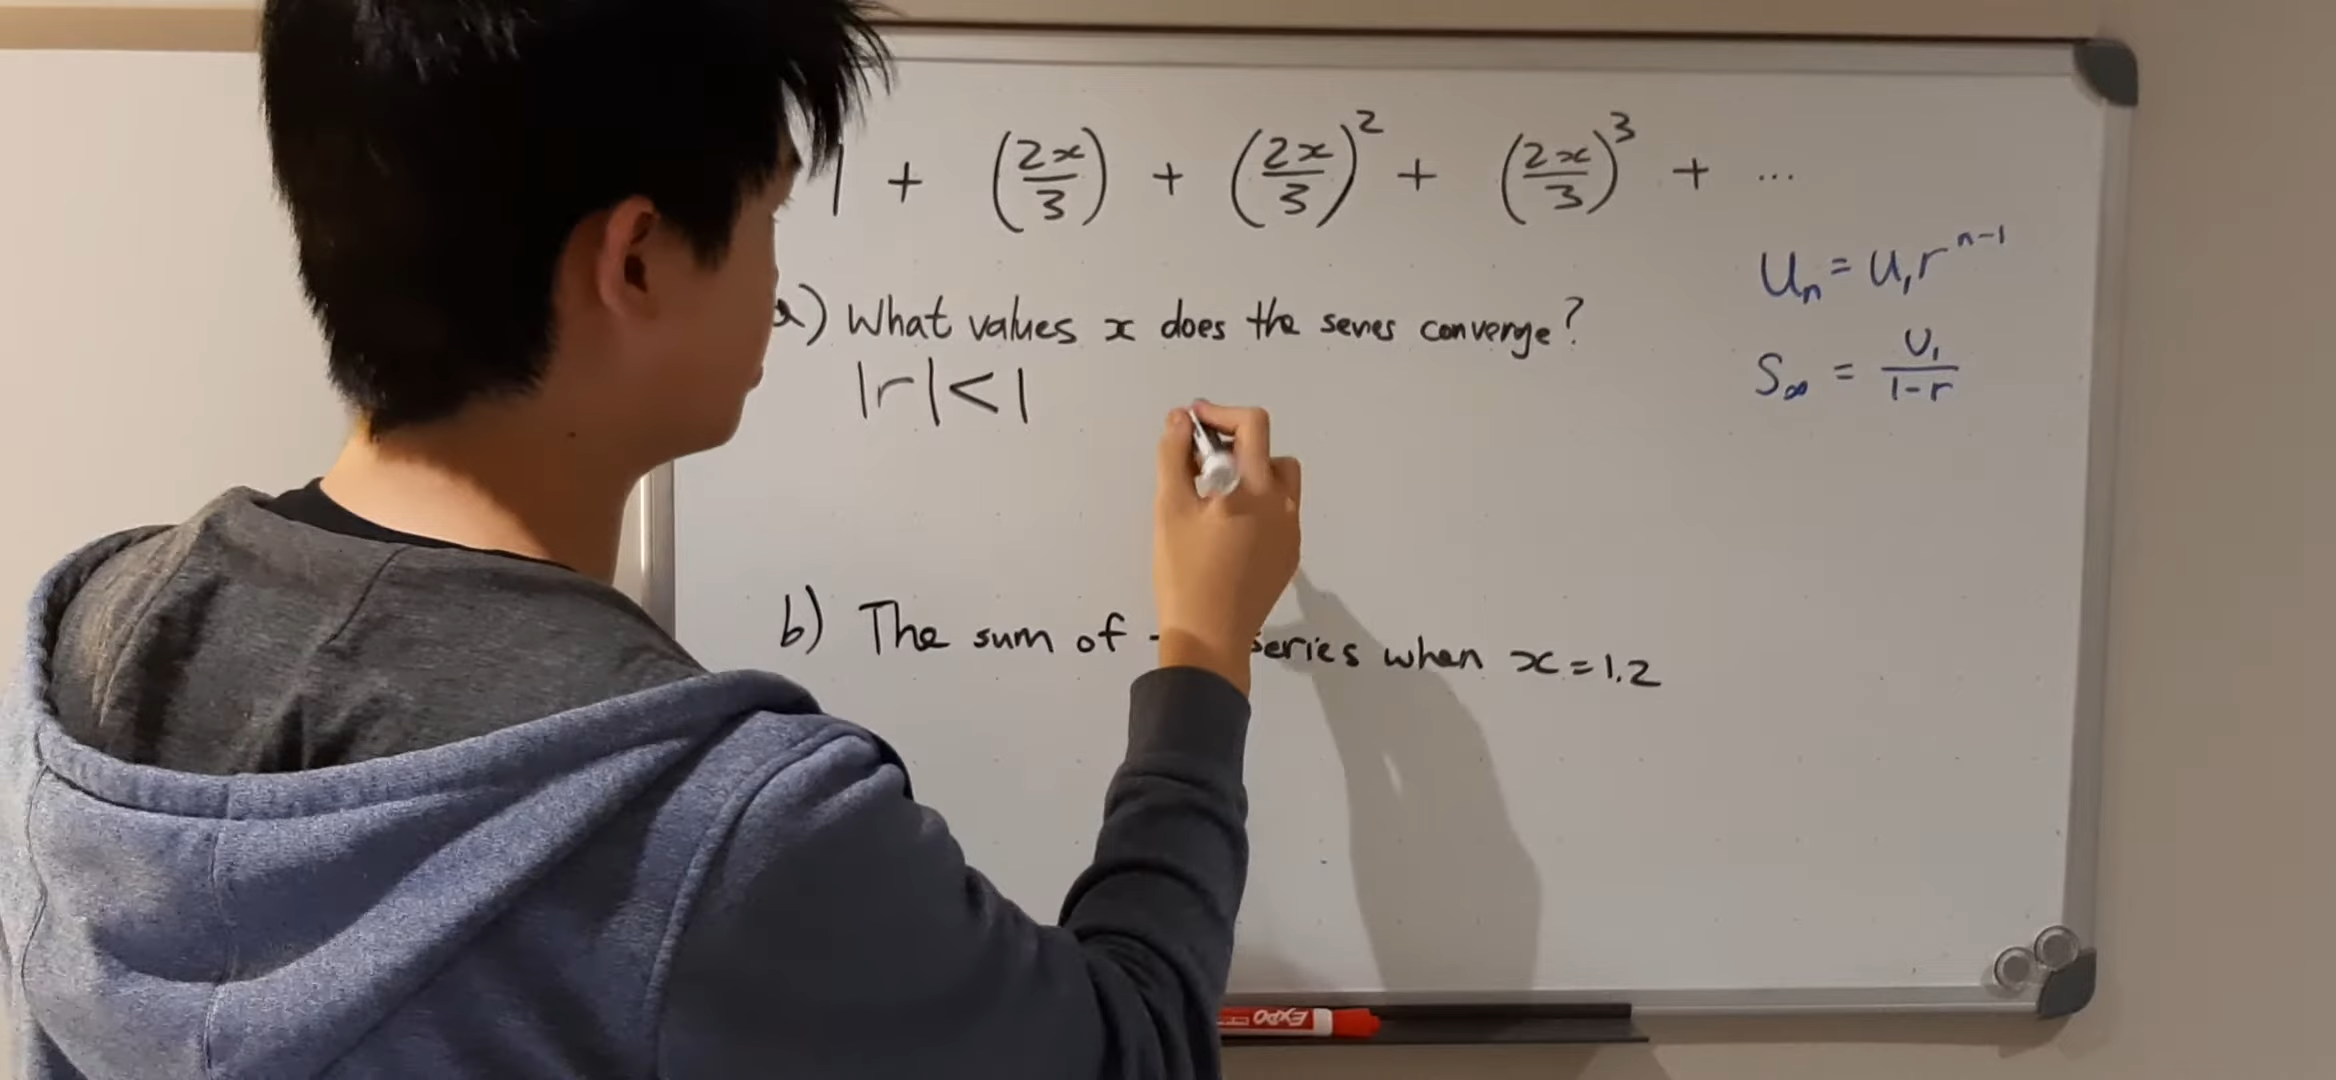 1 + (2x/3) + (2x/3)² + (2x/3)³ + ...
Uₙ = U₁rⁿ⁻¹
a) What values x does the series converge?
S∞ = U₁/1-r
|r| < 1
b) The sum of series when x = 1.2
EXPO